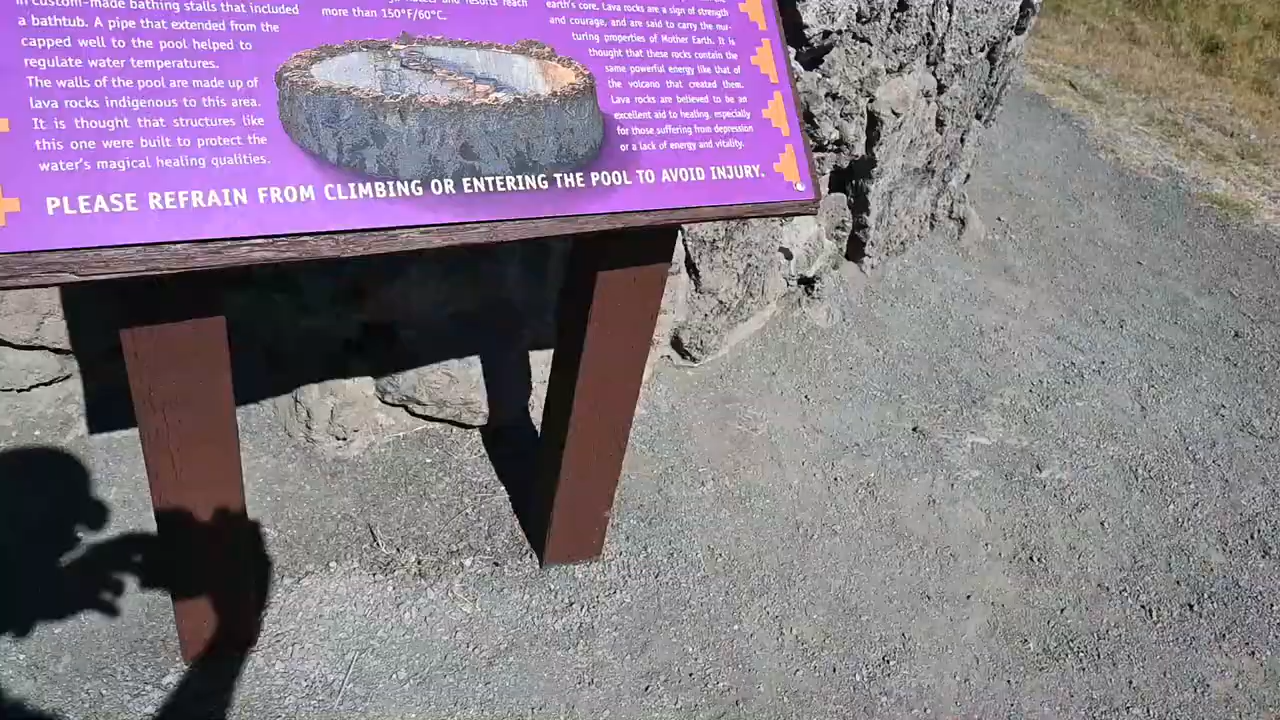 in custom-made bathing stalls that included
a bathtub. A pipe that extended from the
capped well to the pool helped to
regulate water temperatures.
The walls of the pool are made up of
lava rocks indigenous to this area.
It is thought that structures like
this one were built to protect the
water's magical healing qualities.
and resorts reach
more than 150°F/60°C.
earth's core. Lava rocks are a sign of strength
and courage, and are said to carry the nur-
turing properties of Mother Earth. It is
thought that these rocks contain the
same powerful energy like that of
the volcano that created them.
Lava rocks are believed to be an
excellent aid to healing, especially
for those suffering from depression
or a lack of energy and vitality.
PLEASE REFRAIN FROM CLIMBING OR ENTERING THE POOL TO AVOID INJURY.